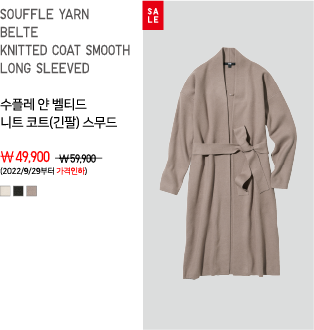 SOUFFLE YARN
BELTE
KNITTED COAT SMOOTH
LONG SLEEVED
수플레 얀 벨티드
니트 코트(긴팔) 스무드
₩49,900 ₩59,900
(2022/9/29부터 가격인하)
SA
LE